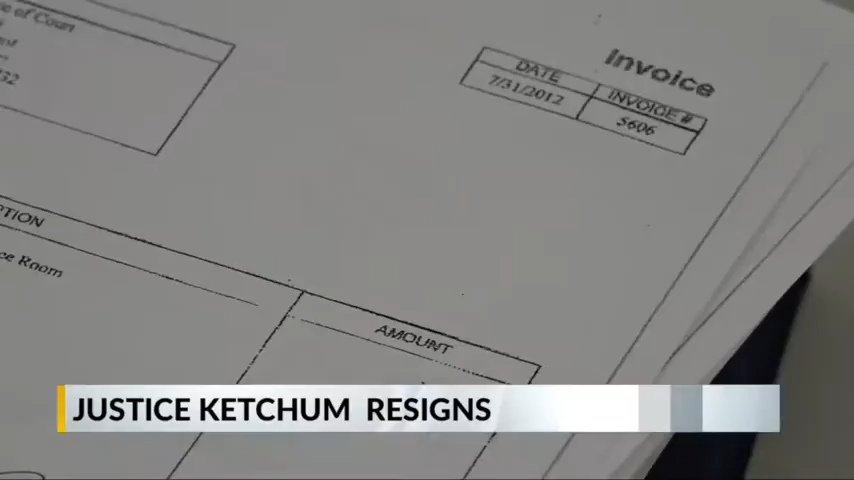 e of Court
32
Invoice
DATE
INVOICE #
7/31/2012
5606
PTION
ce Room
AMOUNT
JUSTICE KETCHUM RESIGNS